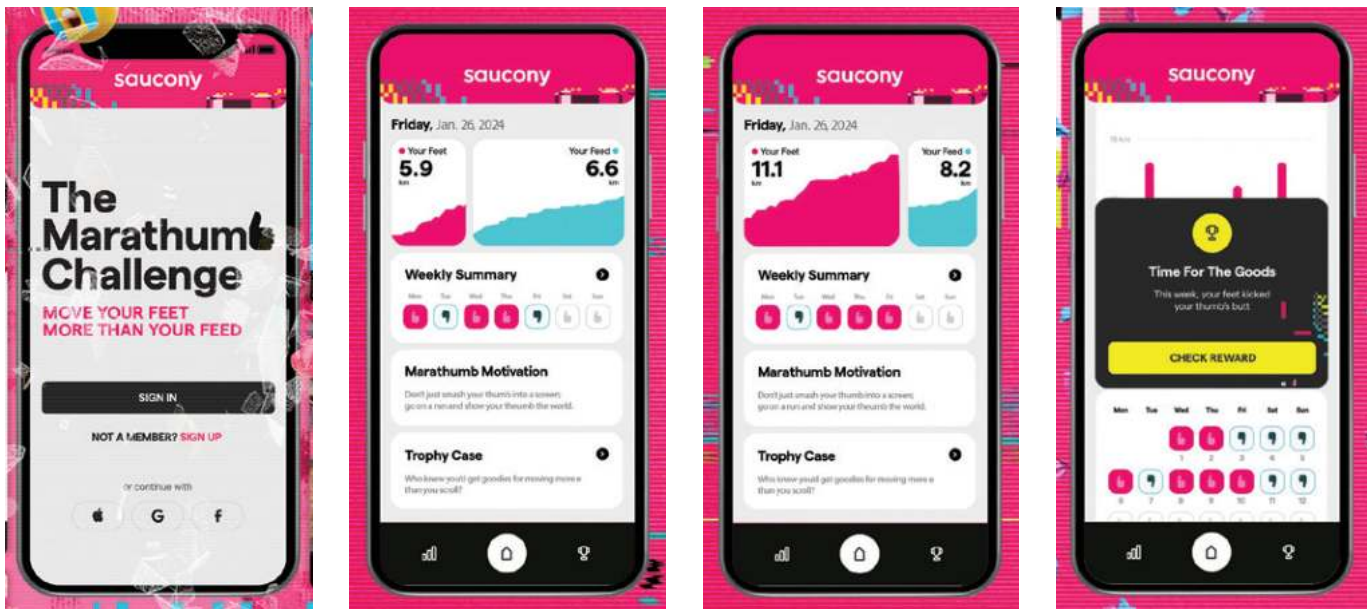 saucony
The
Marathumb
Challenge
MOVE YOUR FEET
MORE THAN YOUR FEED
SIGN IN
NOT A MEMBER? SIGN UP
or continue with
G
f
saucony
Friday, Jan. 26, 2024
Your Feet
5.9
km
Your Feed
6.6
km
Weekly Summary
Mon Tue Wed Thu Fri Sat Sun
Marathumb Motivation
Don't just smash your thumb into a screen;
go on a run and show your theumb the world.
Trophy Case
Who knew you'd get goodies for moving more
than you scroll?
saucony
Friday, Jan. 26, 2024
Your Feet
11.1
km
Your Feed
8.2
km
Weekly Summary
Mon Tue Wed Thu Fri Sat Sun
Marathumb Motivation
Don't just smash your thumb into a screen;
go on a run and show your theumb the world.
Trophy Case
Who knew you'd get goodies for moving more
than you scroll?
saucony
km
Time For The Goods
This week, your feet kicked
your thumb's butt
CHECK REWARD
Mon Tue Wed Thu Fri Sat Sun
1 2 3 4 5
6 7 8 9 10 11 12